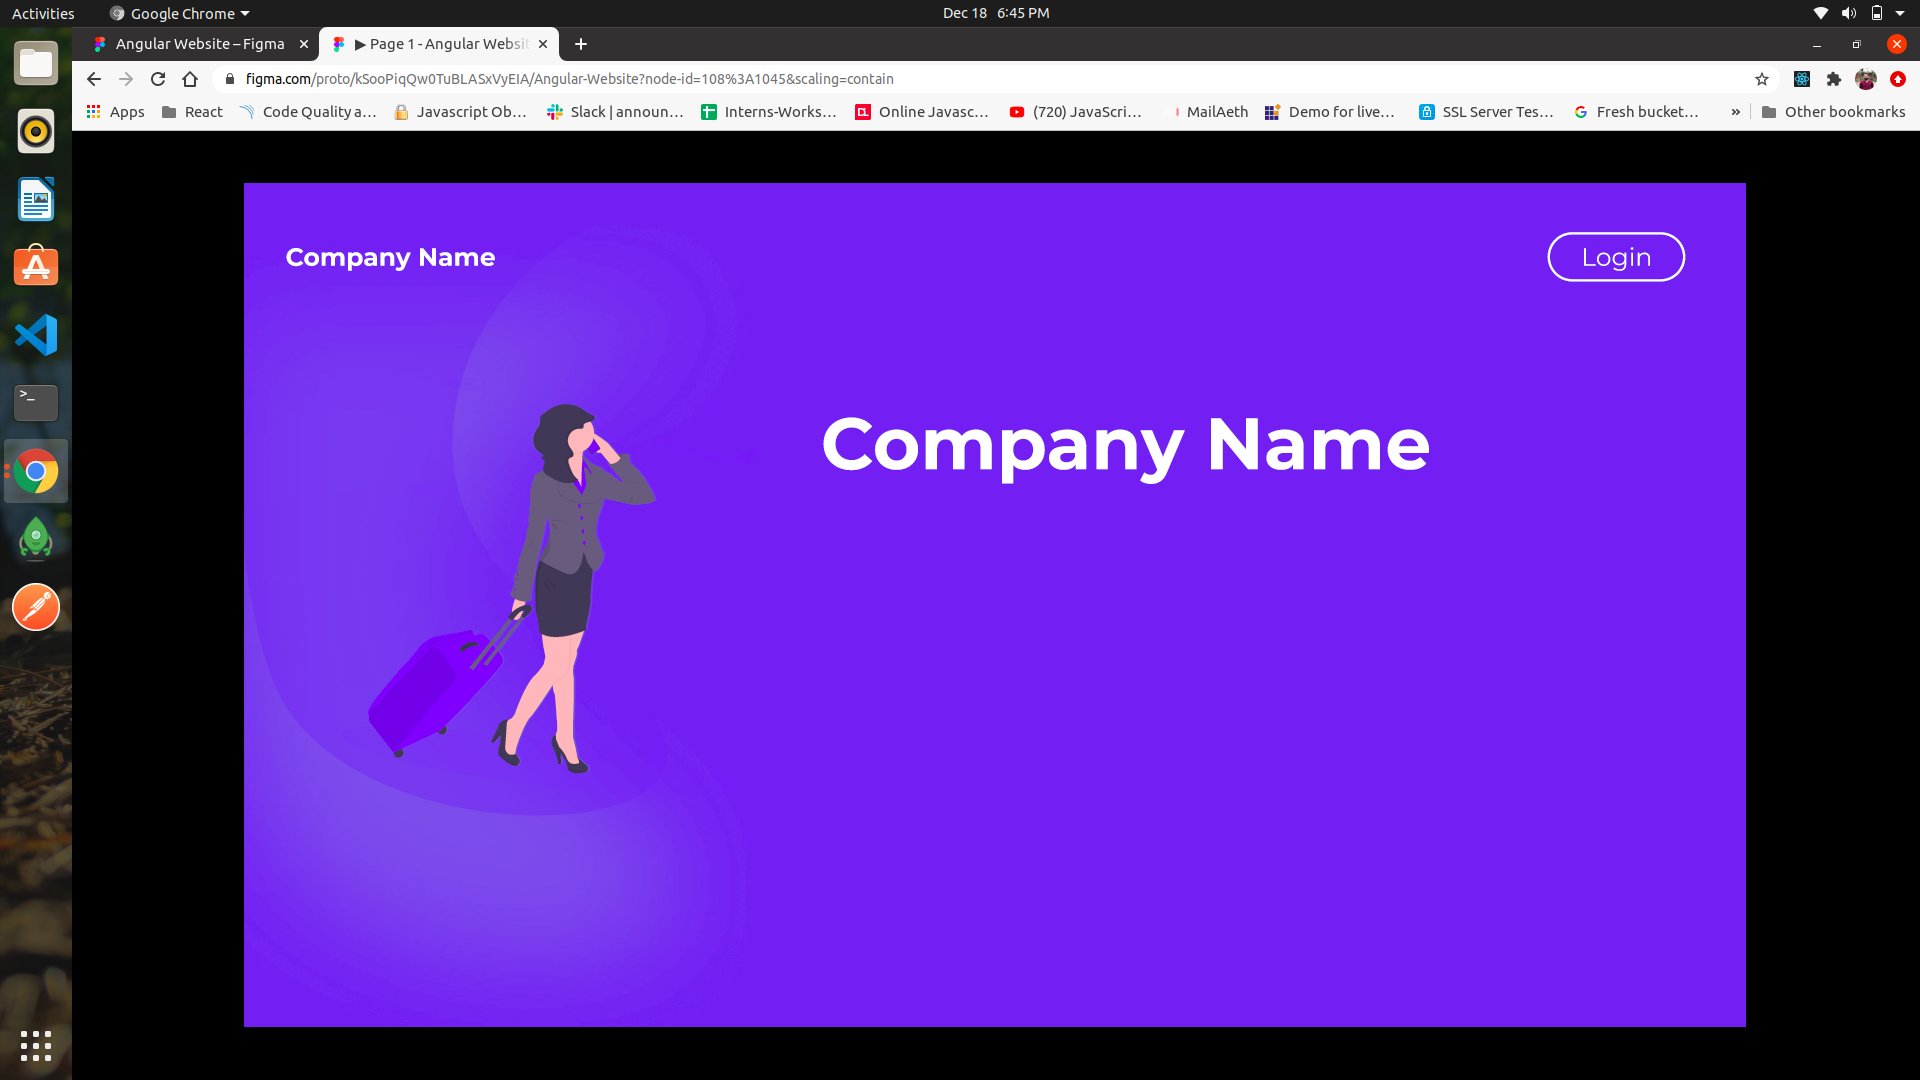 Activities
Google Chrome
Dec 18 6:45 PM
Angular Website – Figma
▶ Page 1 - Angular Websit
figma.com/proto/kSooPiqQw0TuBLASxVyEIA/Angular-Website?node-id=108%3A1045&scaling=contain
Apps
React
Code Quality a...
Javascript Ob...
Slack | announ...
Interns-Works...
Online Javasc...
(720) JavaScri...
MailAeth
Demo for live...
SSL Server Tes...
Fresh bucket...
»
Other bookmarks
Company Name
Login
Company Name